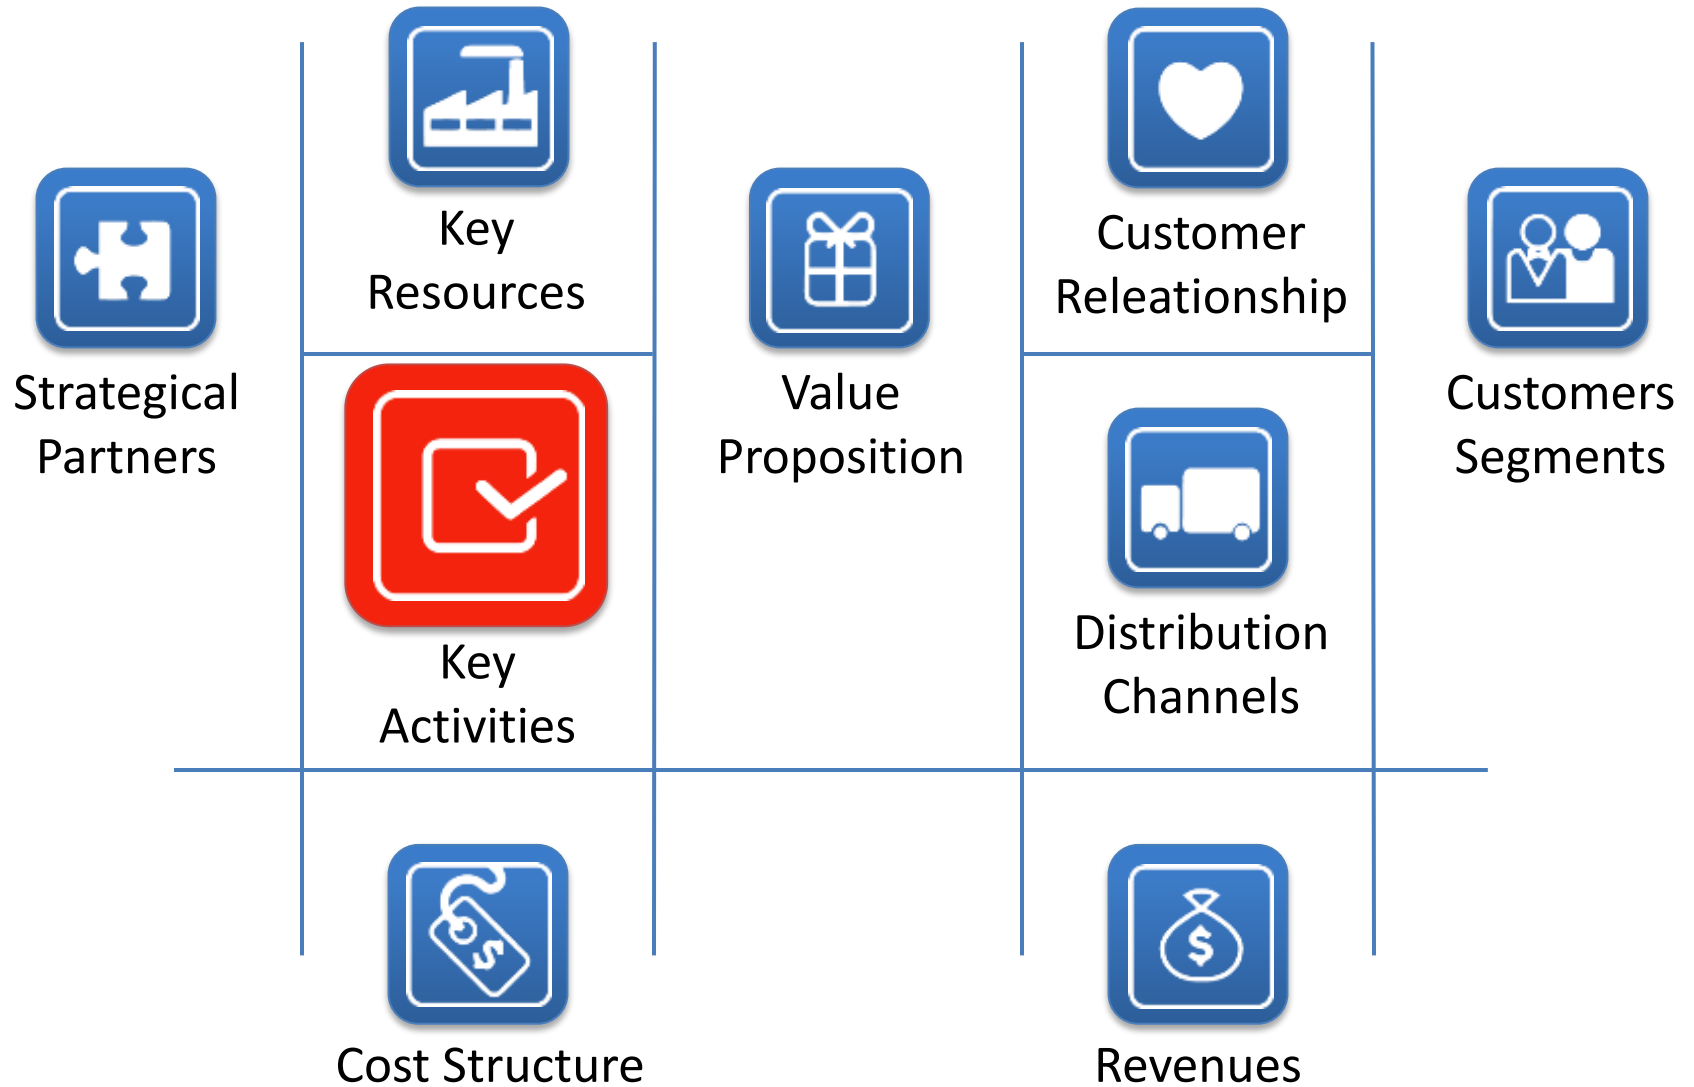 Key
Resources
Customer
Releationship
Strategical
Partners
Value
Proposition
Customers
Segments
Key
Activities
Distribution
Channels
Cost Structure
Revenues